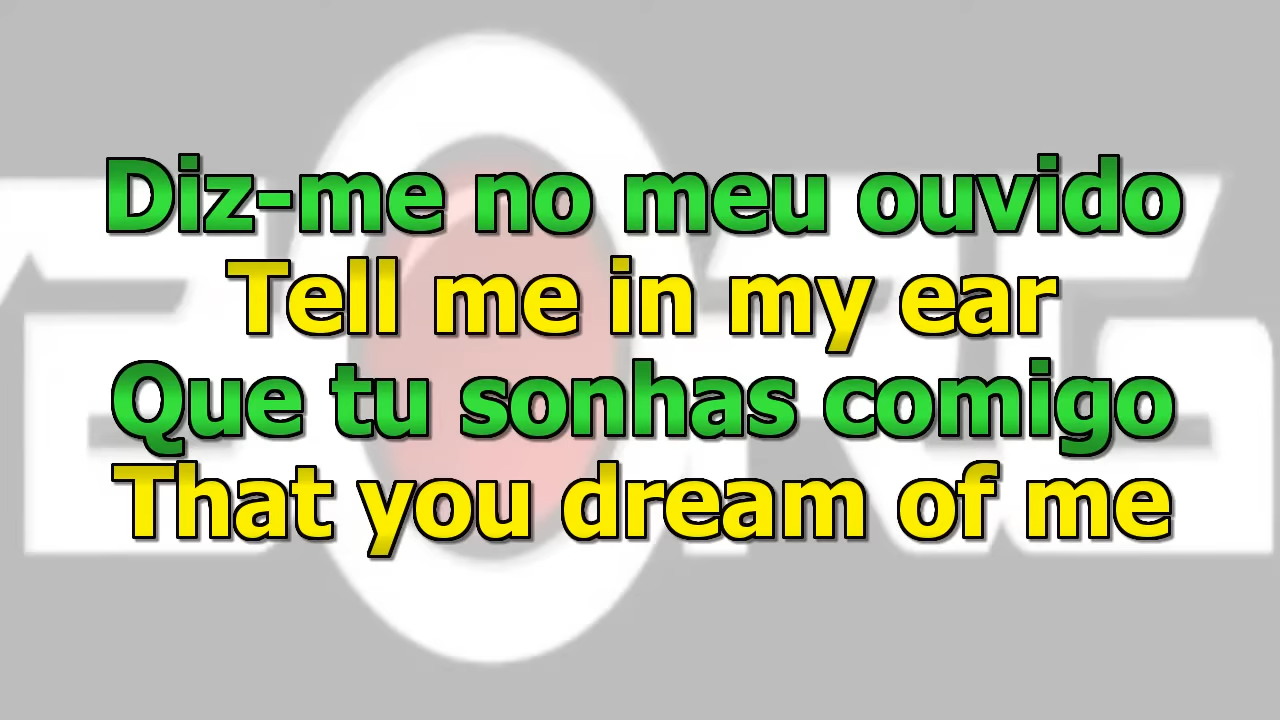 Diz-me no meu ouvido
Tell me in my ear
Que tu sonhas comigo
That you dream of me